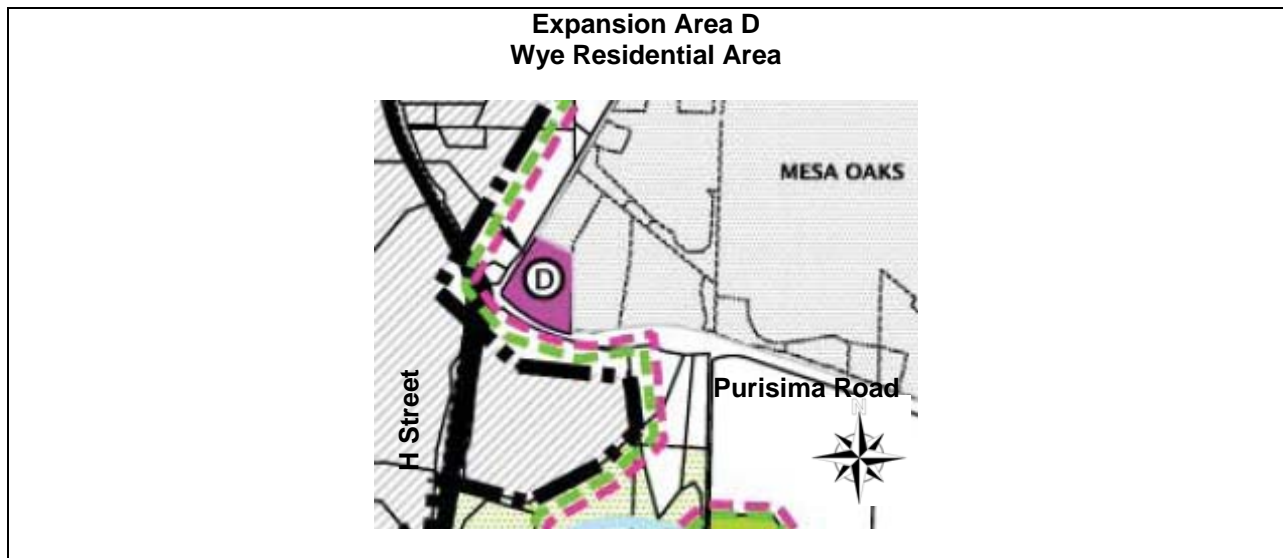 Expansion Area D
Wye Residential Area
MESA OAKS
D
Purisima Road
H Street
N